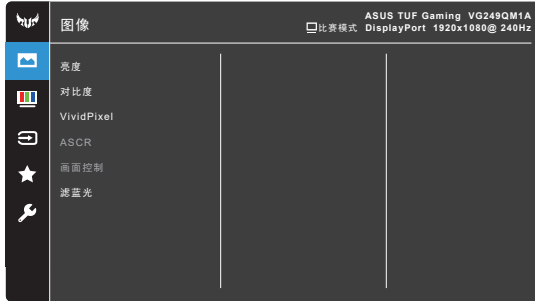 图像
ASUS TUF Gaming VG249QM1A
比赛模式 DisplayPort 1920x1080@ 240Hz
亮度
对比度
VividPixel
ASCR
画面控制
滤蓝光